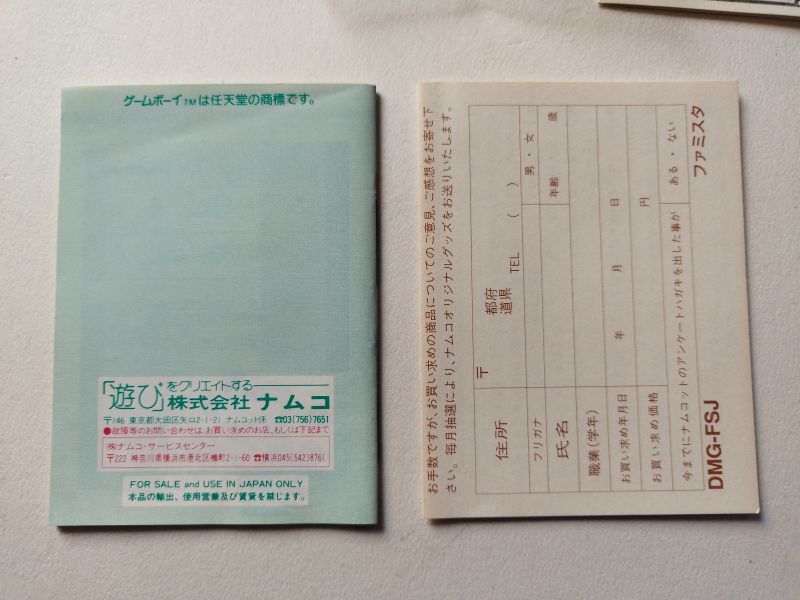 ゲームボーイTMは任天堂の商標です。
「遊び」をクリエイトする
株式会社 ナムコ
〒146 東京都大田区矢口2-1-21 ナムコット係 ☎03(756)7651
●故障等のお問い合わせは、お買い求めのお店、もしくは下記まで
㈱ナムコ・サービスセンター
〒222 神奈川県横浜市港北区樽町2-1-60 ☎横浜045(542)8761
FOR SALE and USE IN JAPAN ONLY
本品の輸出、使用営業及び賃貸を禁じます。
お手数ですが、お買い求めの商品についてのご意見、ご感想をお寄せ下
さい。毎月抽選により、ナムコオリジナルグッズをお送りいたします。
住所 〒 都府道県 TEL ( )
フリガナ
氏名 男・女
年齢 歳
職業(学年)
お買い求め年月日 年 月 日
お買い求め価格 円
今までにナムコットのアンケートハガキを出した事が ある・ない
DMG-FSJ ファミスタ